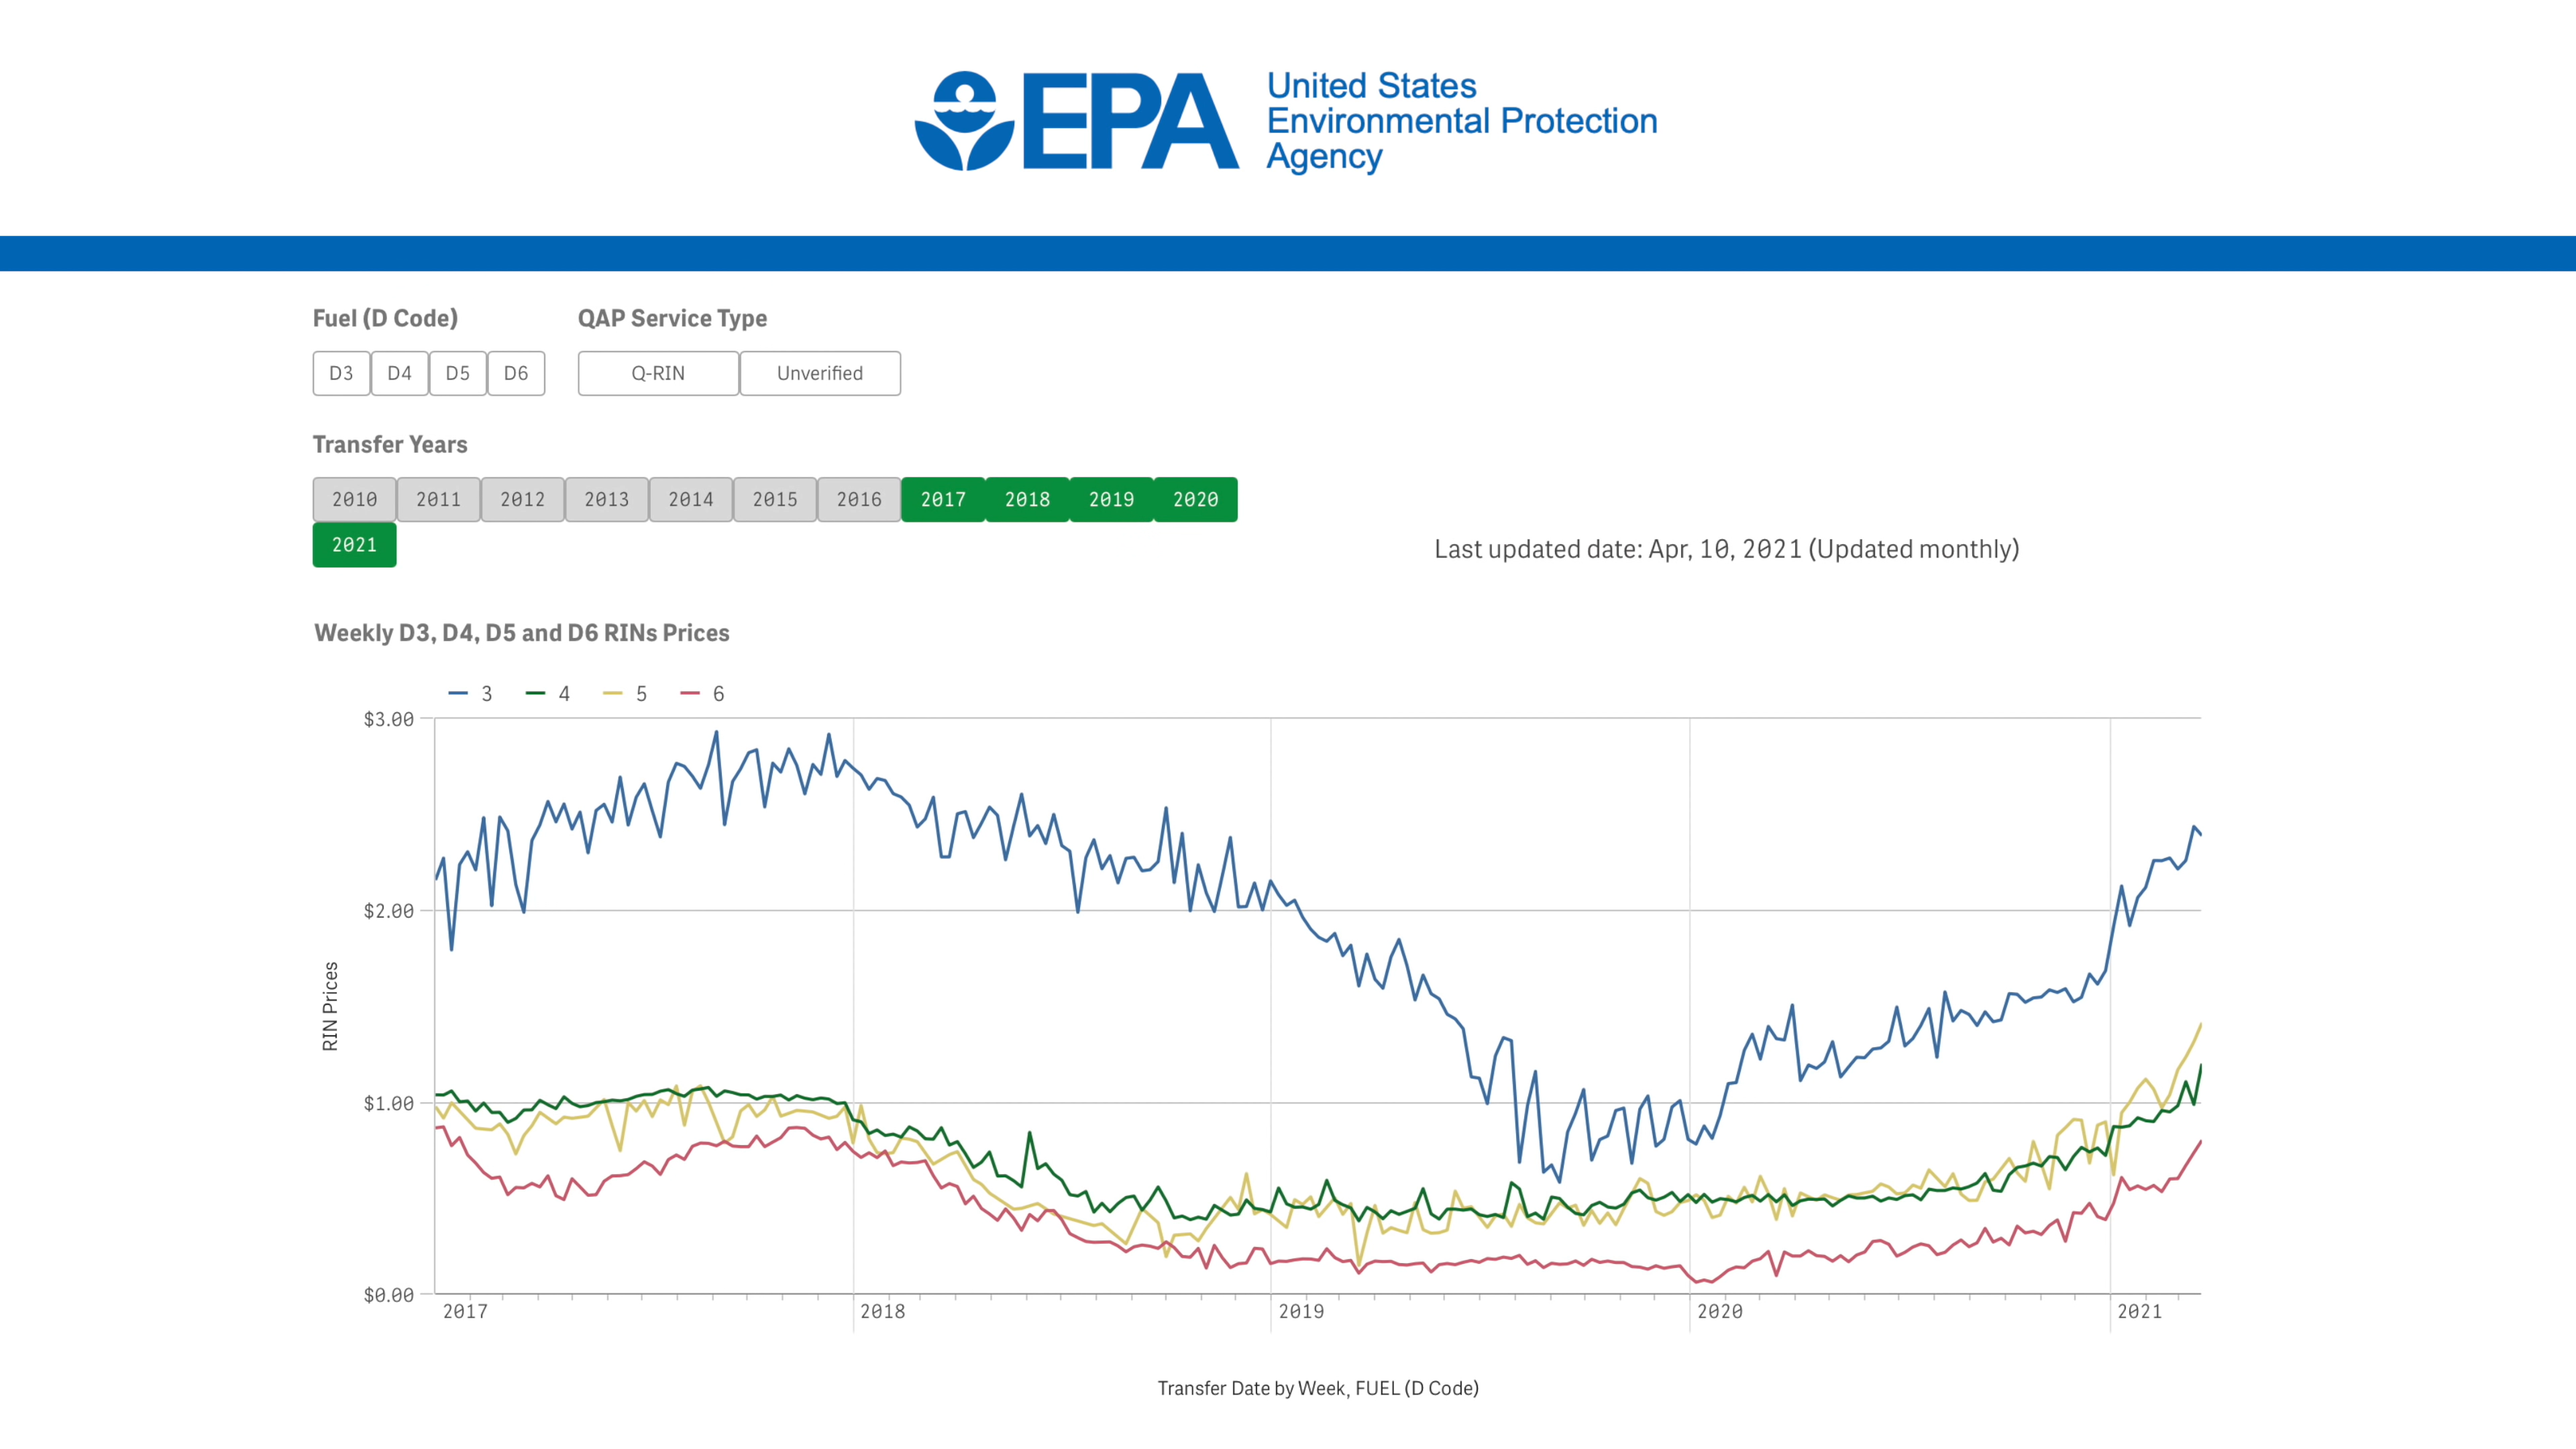 EPA
United States
Environmental Protection
Agency
Fuel (D Code) QAP Service Type
D3 D4 D5 D6 Q-RIN Unverified
Transfer Years
2010 2011 2012 2013 2014 2015 2016 2017 2018 2019 2020
2021
Last updated date: Apr, 10, 2021 (Updated monthly)
Weekly D3, D4, D5 and D6 RINs Prices
3 4 5 6
$3.00
$2.00
RIN Prices
$1.00
$0.00
2017 2018 2019 2020 2021
Transfer Date by Week, FUEL (D Code)